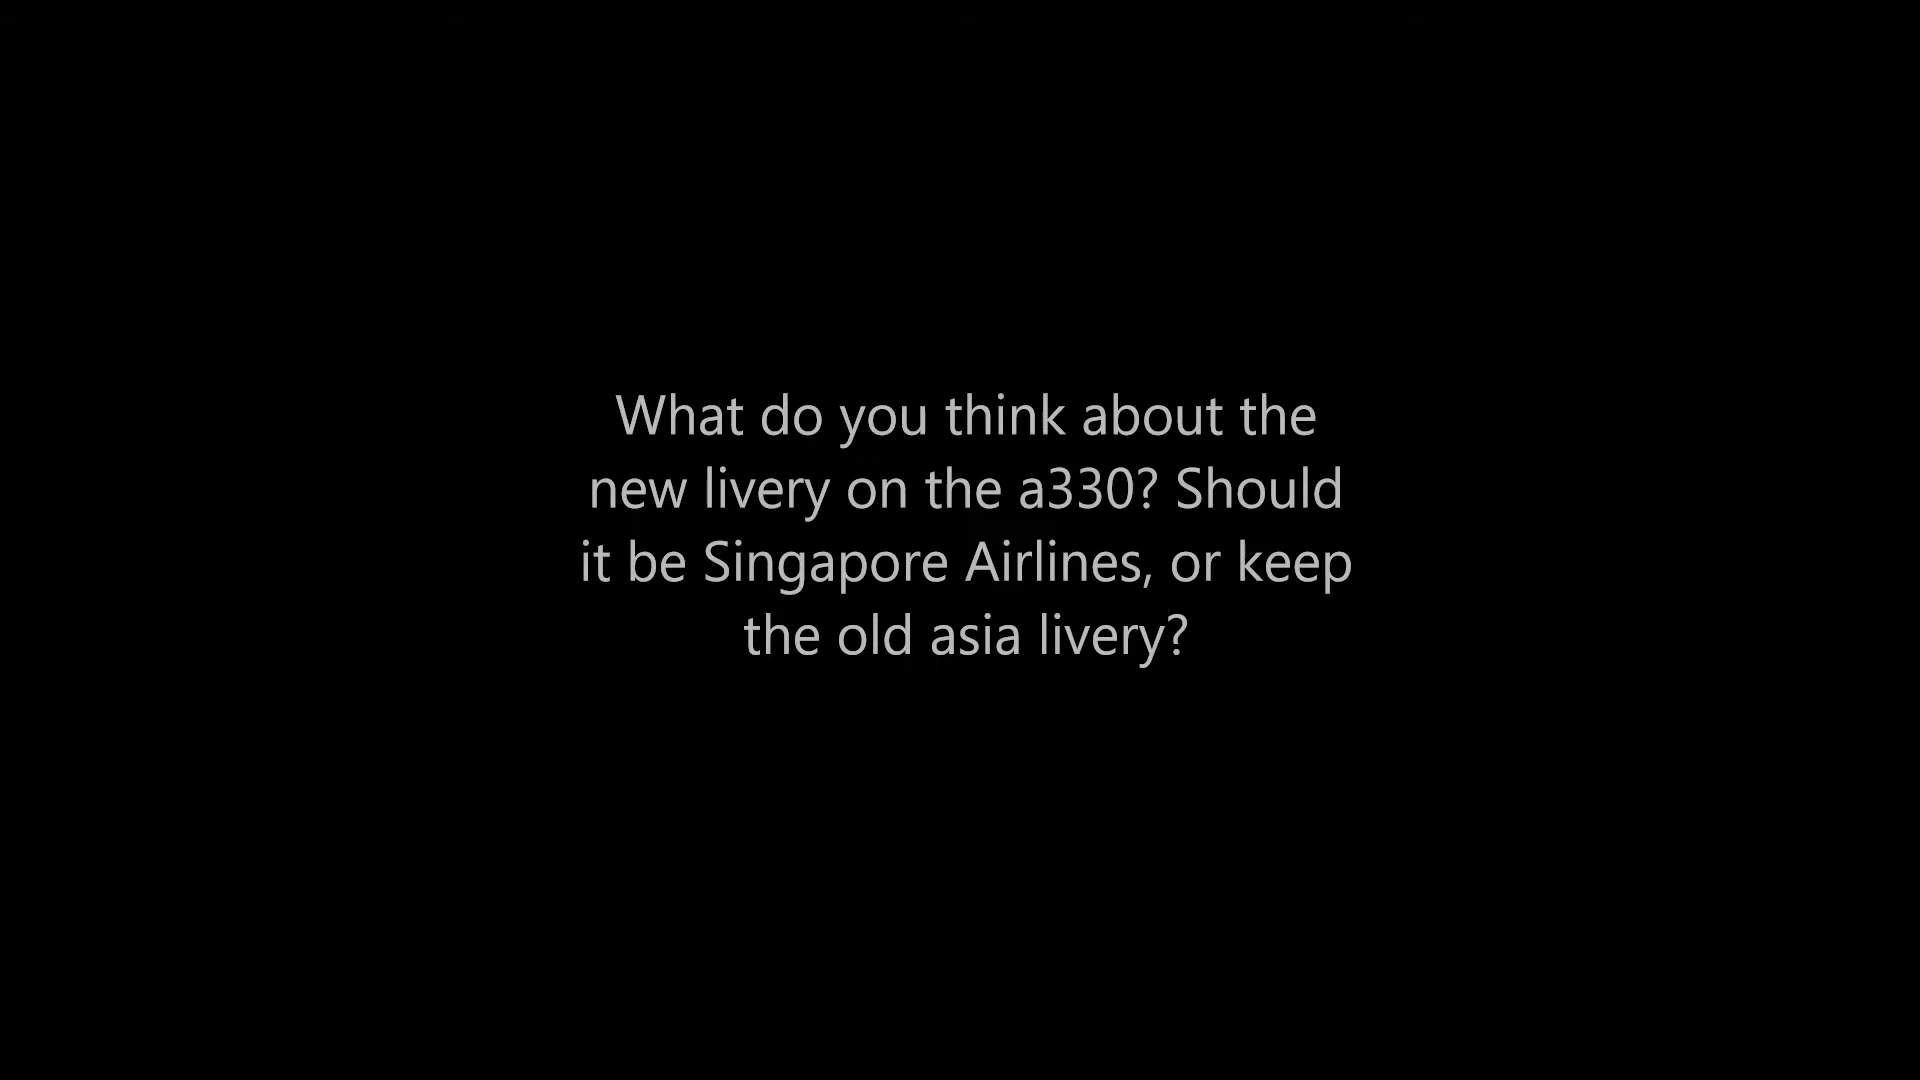 What do you think about the
new livery on the a330? Should
it be Singapore Airlines, or keep
the old asia livery?